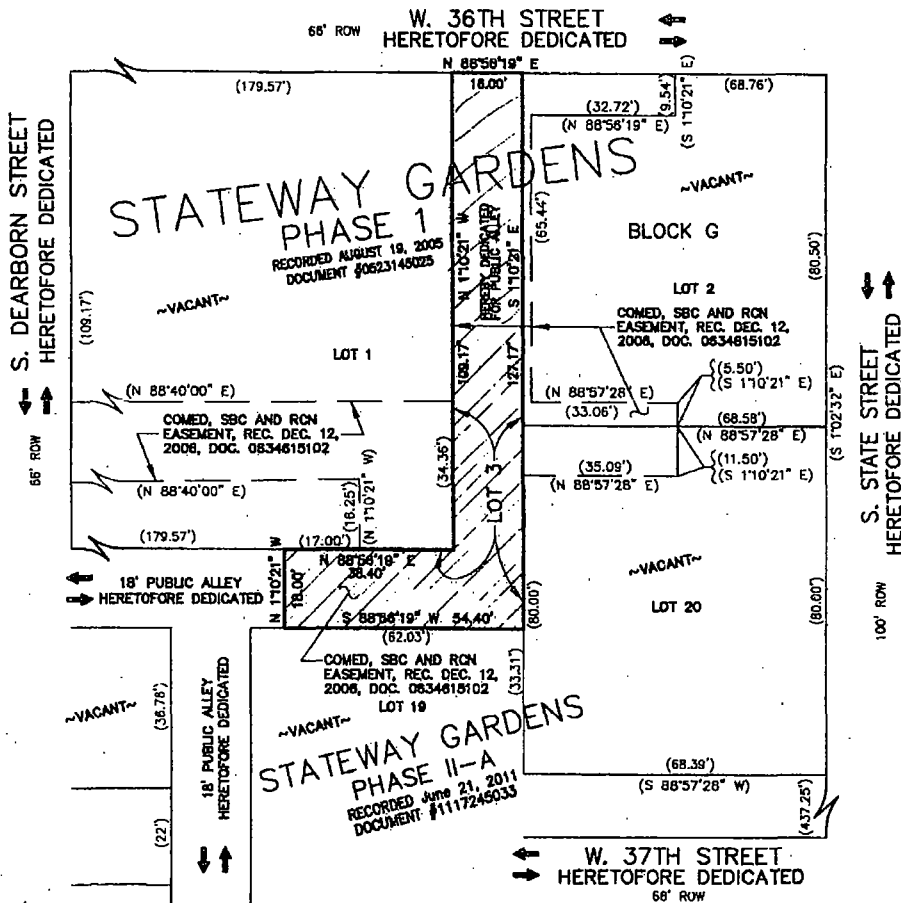 66' ROW
W. 36TH STREET
HERETOFORE DEDICATED
N 88°58'19" E
(179.57')
16.00'
(32.72')
(N 88°56'19" E)
(9.54')
(S 1°10'21" E)
(68.76')
S. DEARBORN STREET
HERETOFORE DEDICATED
66' ROW
STATEWAY GARDENS
PHASE 1
RECORDED AUGUST 19, 2005
DOCUMENT #0623145025
~VACANT~
(109.17')
LOT 1
N 1°10'21" W
HEREBY DEDICATED
FOR PUBLIC ALLEY
S 1°10'21" E
109.17'
127.17'
(65.44')
~VACANT~
BLOCK G
LOT 2
(80.50')
COMED, SBC AND RCN
EASEMENT, REC. DEC. 12,
2006, DOC. 0634615102
(5.50')
(S 1°10'21" E)
(N 88°57'28" E)
(33.06')
(68.58')
(N 88°57'28" E)
(11.50')
(S 1°10'21" E)
(35.09')
(N 88°57'28" E)
(S 1°02'32" E)
S. STATE STREET
HERETOFORE DEDICATED
100' ROW
(N 88°40'00" E)
COMED, SBC AND RCN
EASEMENT, REC. DEC. 12,
2006, DOC. 0634615102
(N 88°40'00" E)
(34.36')
(16.25')
(N 1°10'21" W)
LOT 3
(179.57')
(17.00')
N 88°56'19" E
38.40'
18' PUBLIC ALLEY
HERETOFORE DEDICATED
N 1°10'21" W
18.00'
S 88°56'19" W 54.40'
(62.03')
(80.00')
~VACANT~
LOT 20
(80.00')
COMED, SBC AND RCN
EASEMENT, REC. DEC. 12,
2006, DOC. 0634615102
LOT 19
(33.31')
~VACANT~
(36.78')
18' PUBLIC ALLEY
HERETOFORE DEDICATED
~VACANT~
STATEWAY GARDENS
PHASE II-A
RECORDED June 21, 2011
DOCUMENT #1117245033
(22')
(68.39')
(S 88°57'28" W)
(437.25')
W. 37TH STREET
HERETOFORE DEDICATED
66' ROW